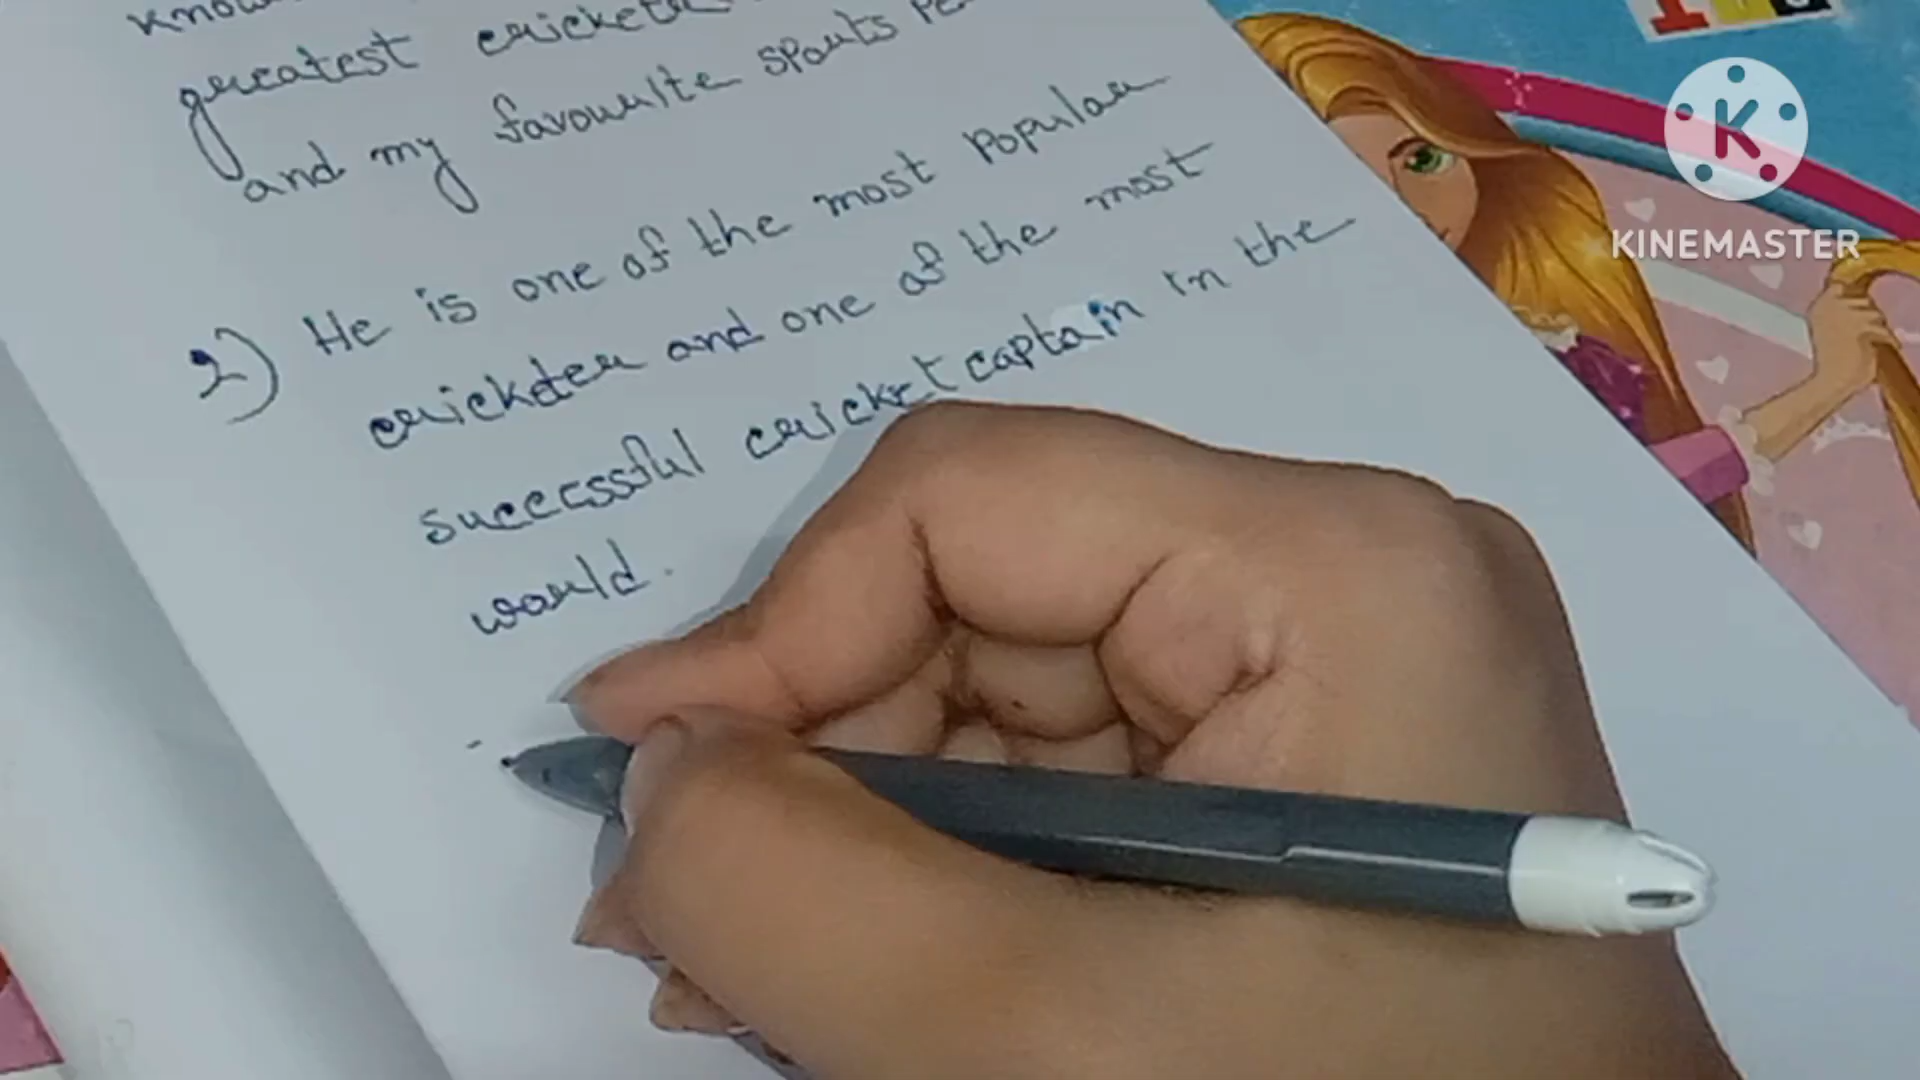 greatest
and my favourite sports
2) He is one of the most popular
cricketer and one of the most
successful cricket captain in the
world.
KINEMASTER